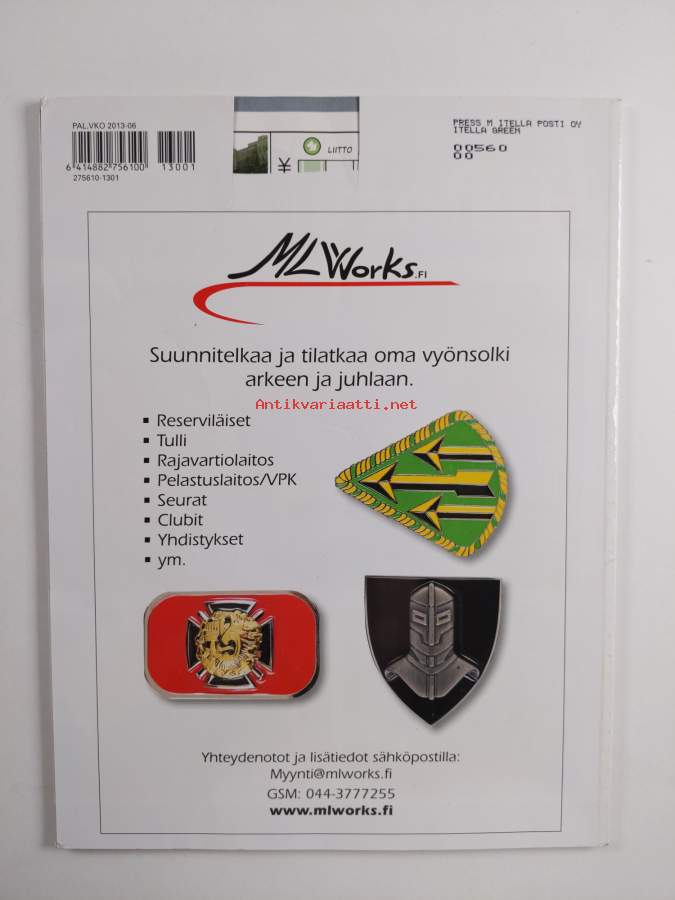 PAL.VKO 2013-06
6 414882 756100 13001
275610-1301
¥ LIITTO
PRESS M ITELLA POSTI OY
ITELLA GREEN
00560
00
MLWorks.FI
Suunnitelkaa ja tilatkaa oma vyönsolki
arkeen ja juhlaan.
Antikvariaatti.net
▪ Reserviläiset
▪ Tulli
▪ Rajavartiolaitos
▪ Pelastuslaitos/VPK
▪ Seurat
▪ Clubit
▪ Yhdistykset
▪ ym.
Yhteydenotot ja lisätiedot sähköpostilla:
Myynti@mlworks.fi
GSM: 044-3777255
www.mlworks.fi